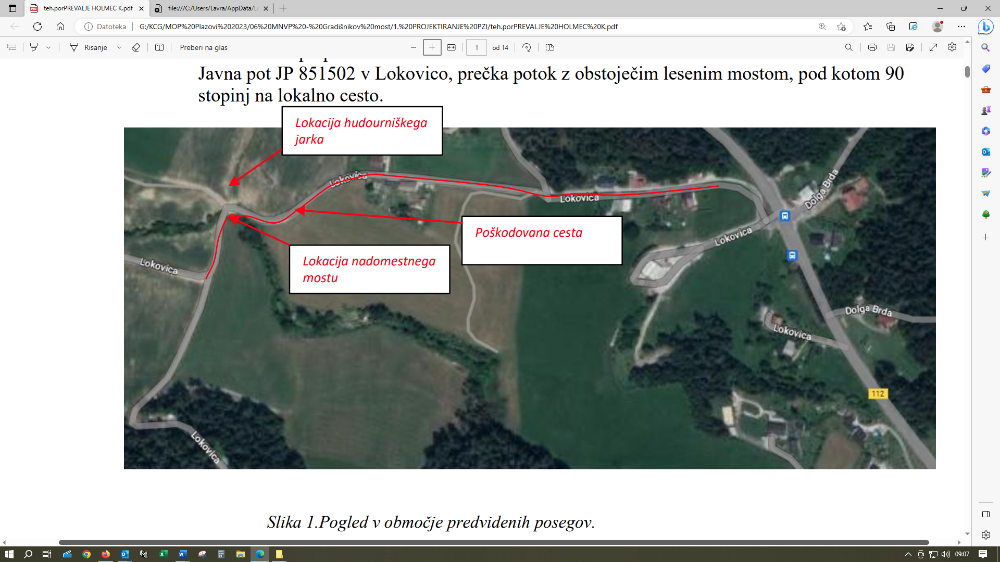 teh.porPREVALJE HOLMEC K.pdf
file:///C:/Users/Lavra/AppData/Lo
Datoteka
G:/KCG/MOP%20Plazovi%202023/06%20MNVP%20-%20Gradišnikov%20most/1.%20PROJEKTIRANJE%20PZI/teh.porPREVALJE%20HOLMEC%20K.pdf
Risanje
Preberi na glas
1
od 14
Javna pot JP 851502 v Lokovico, prečka potok z obstoječim lesenim mostom, pod kotom 90
stopinj na lokalno cesto.
Lokacija hudourniškega
jarka
Lokovica
Lokovica
Dolga Brda
Poškodovana cesta
Lokovica
Lokacija nadomestnega
mostu
Lokovica
Dolga Brda
Lokovica
112
Lokovica
Slika 1.Pogled v območje predvidenih posegov.
09:07